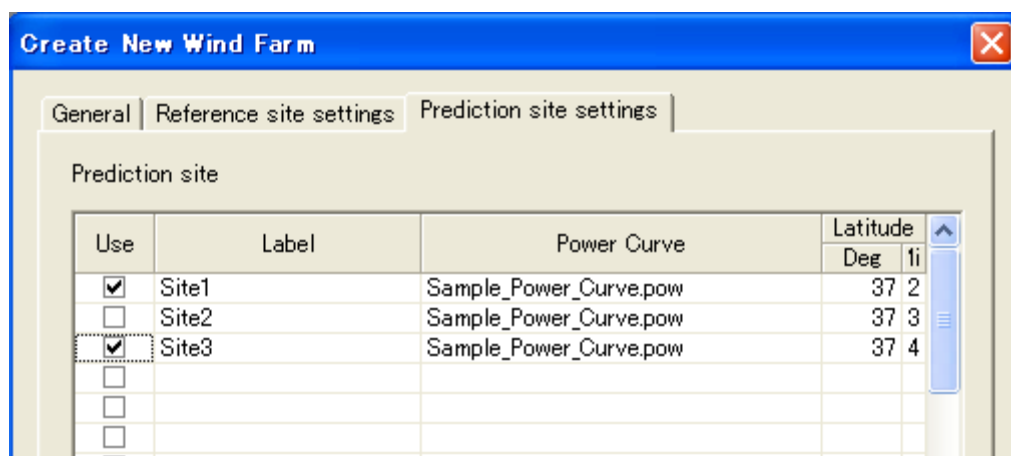 Create New Wind Farm
General Reference site settings Prediction site settings
Prediction site
Use Label Power Curve Latitude
Deg
Site1 Sample_Power_Curve.pow 37 2
Site2 Sample_Power_Curve.pow 37 3
Site3 Sample_Power_Curve.pow 37 4